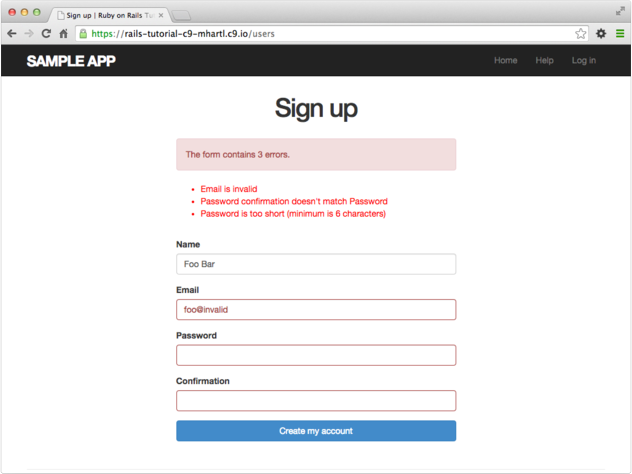 Sign up | Ruby on Rails Tu
https://rails-tutorial-c9-mhartl.c9.io/users
SAMPLE APP
Home Help Log in
Sign up
The form contains 3 errors.
• Email is invalid
• Password confirmation doesn't match Password
• Password is too short (minimum is 6 characters)
Name
Foo Bar
Email
foo@invalid
Password
Confirmation
Create my account